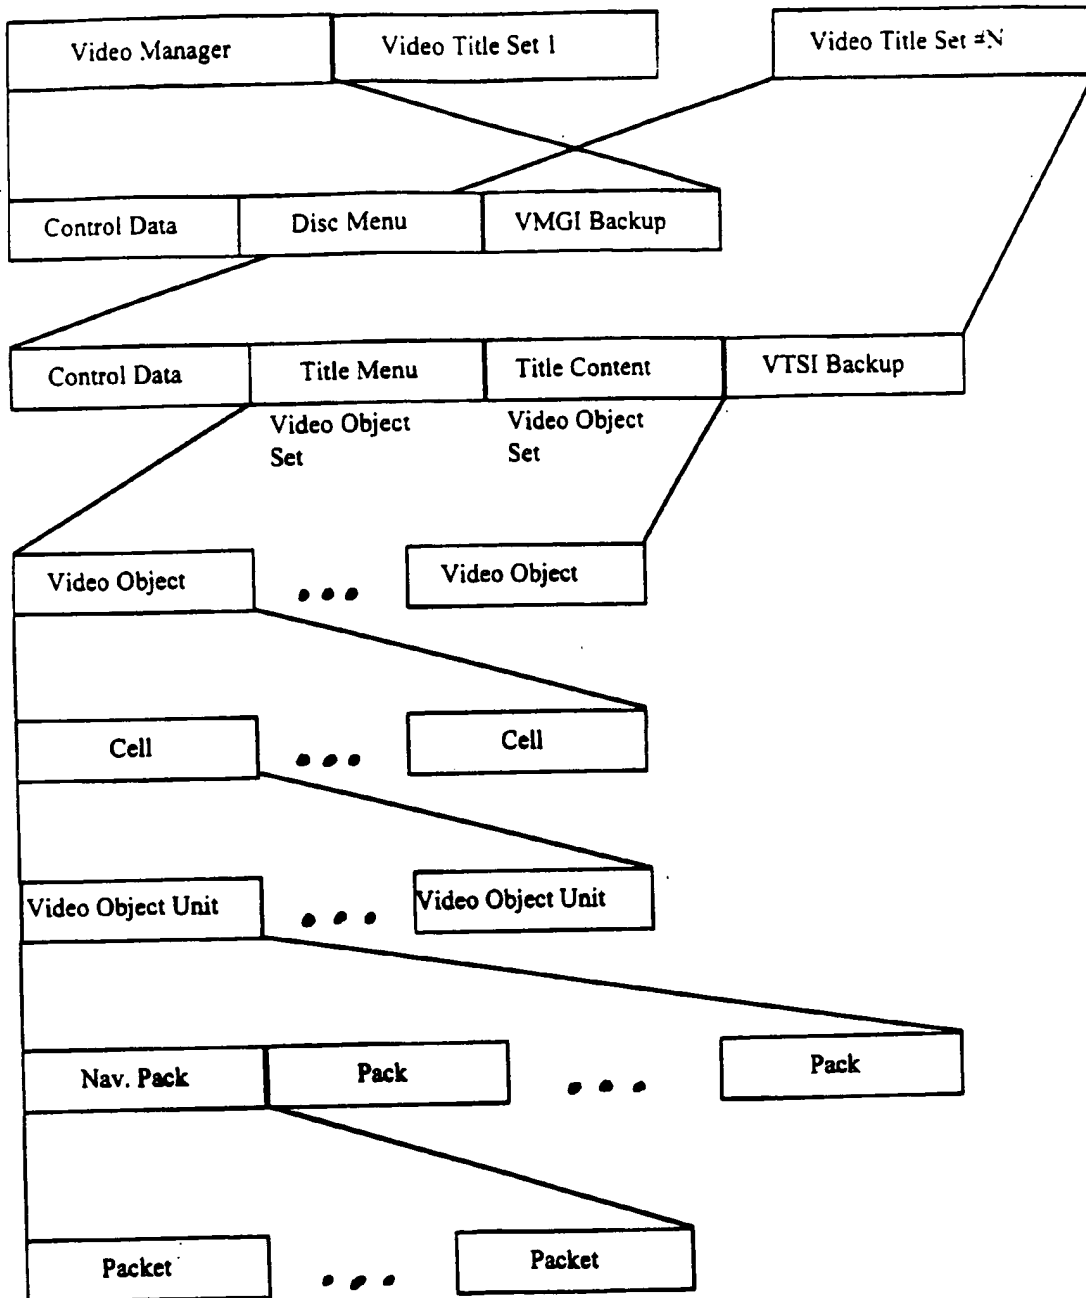 Video Manager
Video Title Set 1
Video Title Set #N
Control Data
Disc Menu
VMGI Backup
Control Data
Title Menu
Title Content
VTSI Backup
Video Object
Set
Video Object
Set
Video Object
Video Object
Cell
Cell
Video Object Unit
Video Object Unit
Nav. Pack
Pack
Pack
Packet
Packet